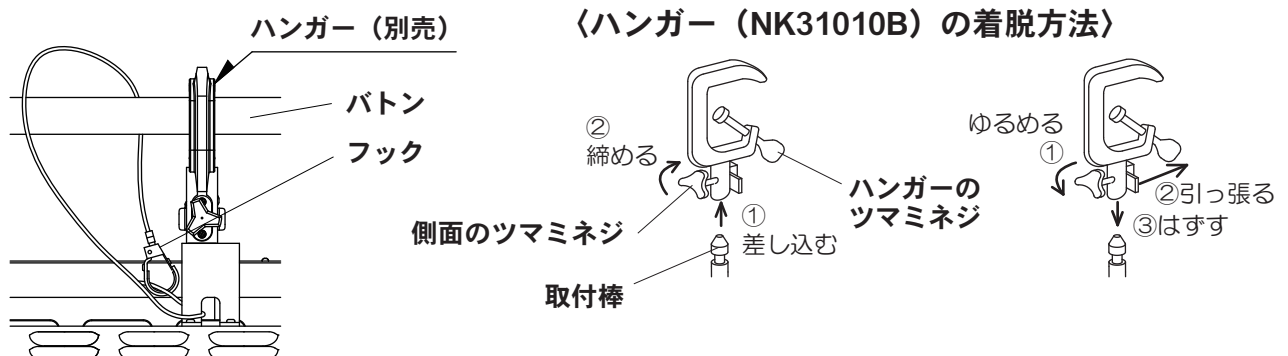 ハンガー（別売）
バトン
フック
〈ハンガー（NK31010B）の着脱方法〉
②
締める
側面のツマミネジ
①
差し込む
取付棒
ハンガーの
ツマミネジ
ゆるめる
①
②引っ張る
③はずす